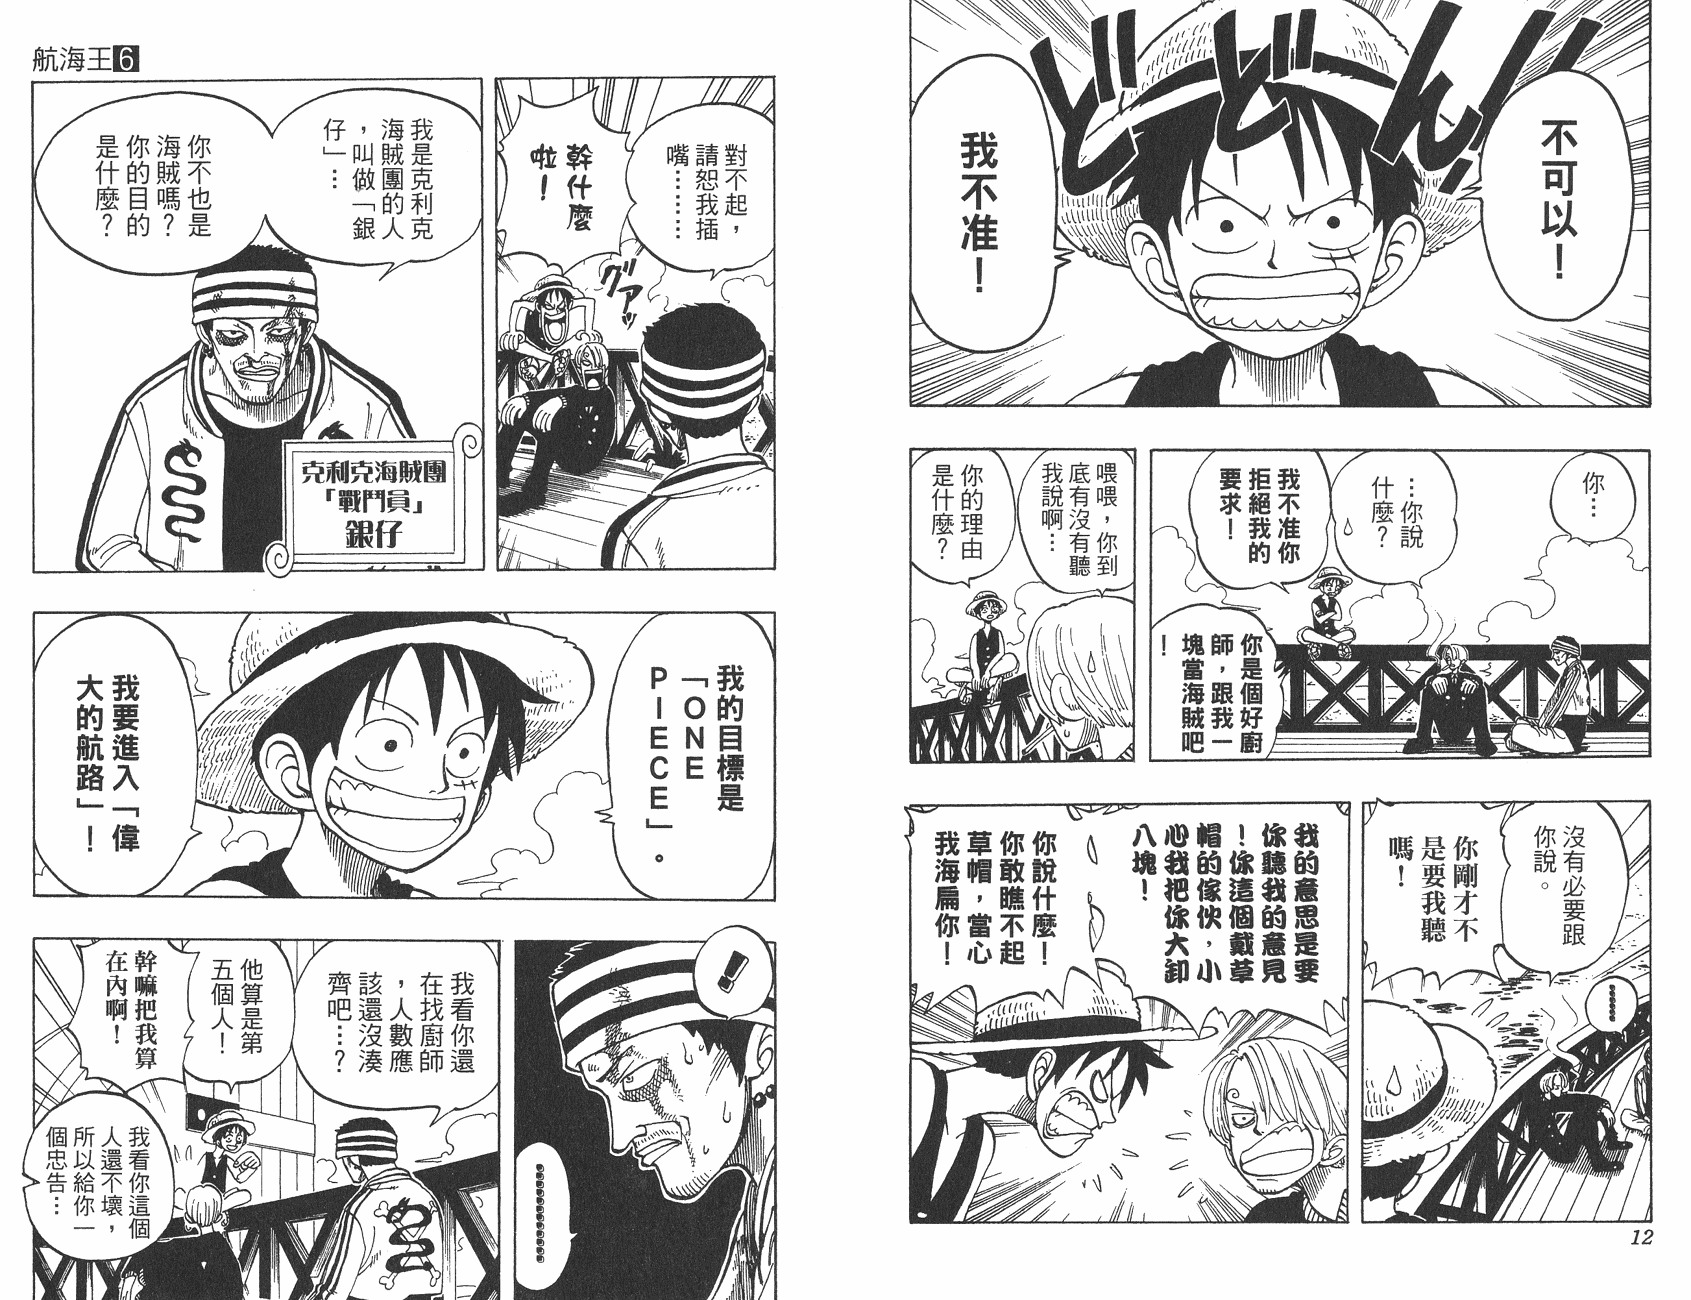 不可以！
我不准！
どどん！
你…
…你說
什麼？
我不准你
拒絕我的
要求！
你是個好廚
師，跟我一
塊當海賊吧
！
喂喂，你到
底有沒有聽
我說啊…
你的理由
是什麼？
沒有必要跟
你說。
你剛才不
是要我聽
嗎！
………
我的意思是要
你聽我的意見
！你這個戴草
帽的傢伙，小
心我把你大卸
八塊！
你說什麼！
你敢瞧不起
草帽，當心
我海扁你！
12
航海王6
對不起，
請恕我插
嘴………
幹什麼
啦！
グアッ
我是克利克
海賊團的人
，叫做「銀
仔」…
你不也是
海賊嗎？
你的目的
是什麼？
克利克海賊團
「戰鬥員」
銀仔
我的目標是
「ONE
PIECE」。
我要進入「偉
大的航路」！
！
…………
我看你還
在找廚師
，人數應
該還沒湊
齊吧…？
他算是第
五個人！
幹嘛把我算
在內啊！
我看你這個
人還不壞，
所以給你一
個忠告…